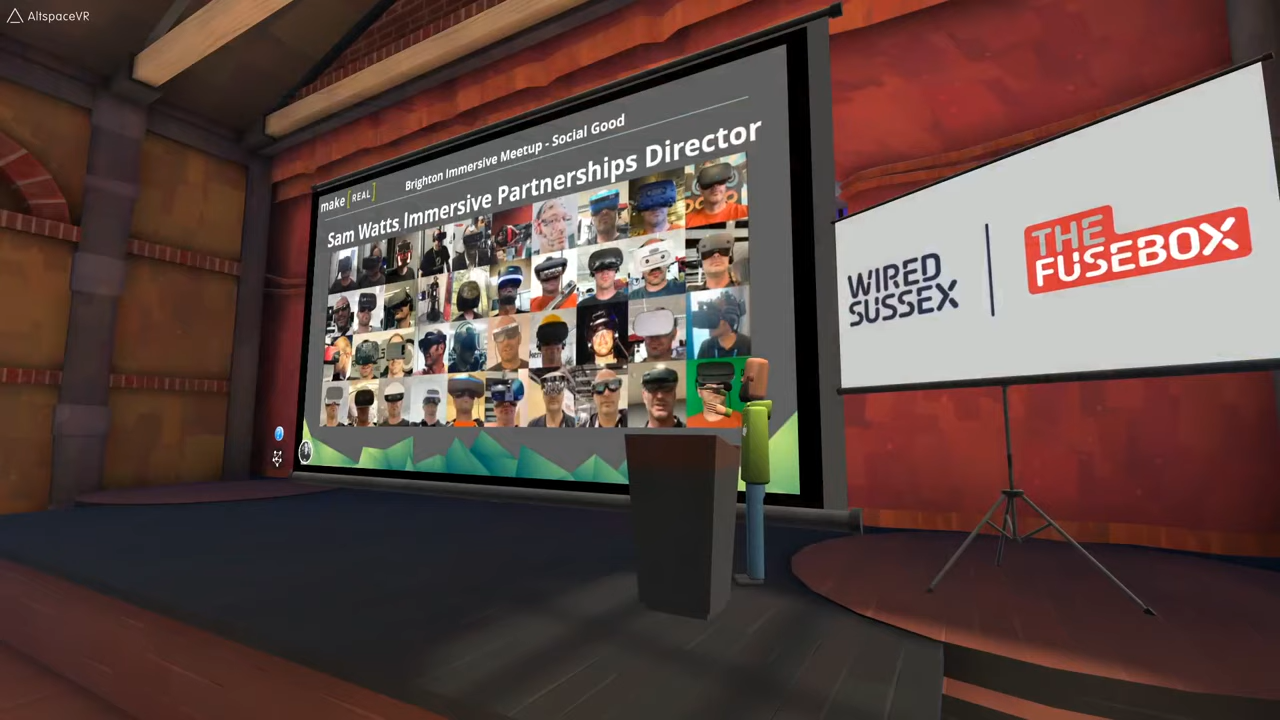 AltspaceVR
Brighton Immersive Meetup - Social Good
make [REAL]
Sam Watts Immersive Partnerships Director
WIRED
SUSSEX
THE
FUSEBOX